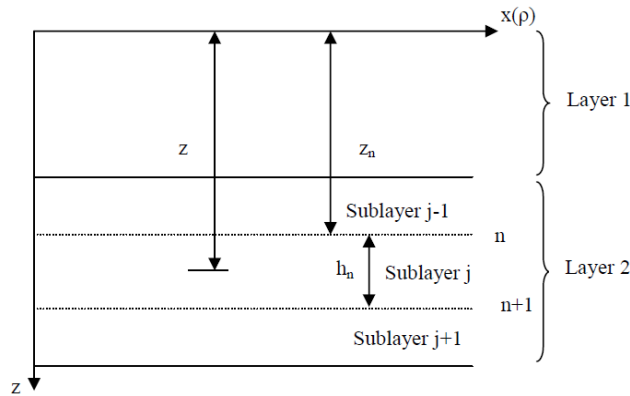 x(ρ)
Layer 1
z
zn
Sublayer j-1
n
hn
Sublayer j
Layer 2
n+1
Sublayer j+1
z